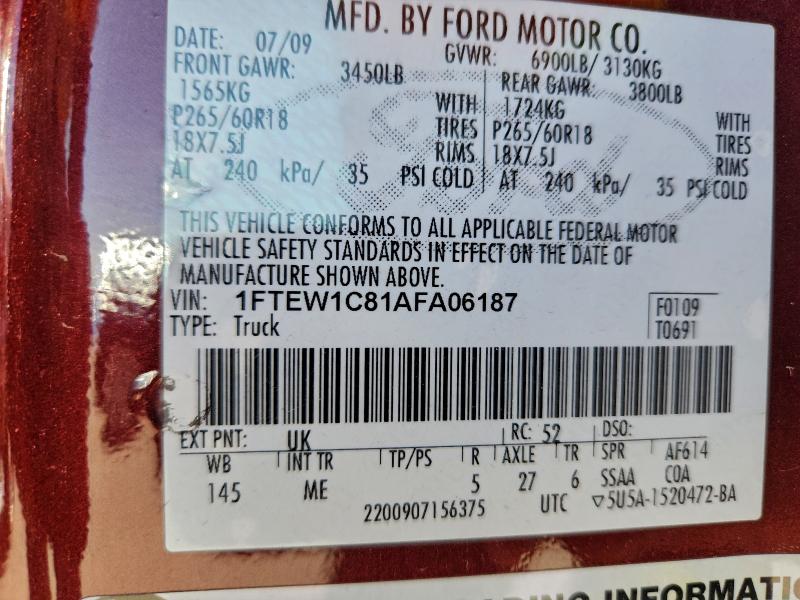 MFD. BY FORD MOTOR CO.
DATE: 07/09 GVWR: 6900LB/ 3130KG
FRONT GAWR: 3450LB REAR GAWR: 3800LB
1565KG WITH 1724KG WITH
P265/60R18 TIRES P265/60R18 TIRES
18X7.5J RIMS 18X7.5J RIMS
AT 240 kPa/ 35 PSI COLD AT 240 kPa/ 35 PSI COLD
Ford
THIS VEHICLE CONFORMS TO ALL APPLICABLE FEDERAL MOTOR
VEHICLE SAFETY STANDARDS IN EFFECT ON THE DATE OF
MANUFACTURE SHOWN ABOVE.
VIN: 1FTEW1C81AFA06187 F0109
TYPE: Truck T0691
EXT PNT: UK RC: 52 DSO:
WB INT TR TP/PS R AXLE TR SPR AF614
145 ME 5 27 6 SSAA COA
2200907156375 UTC ▽5U5A-1520472-BA
INFORMATIO